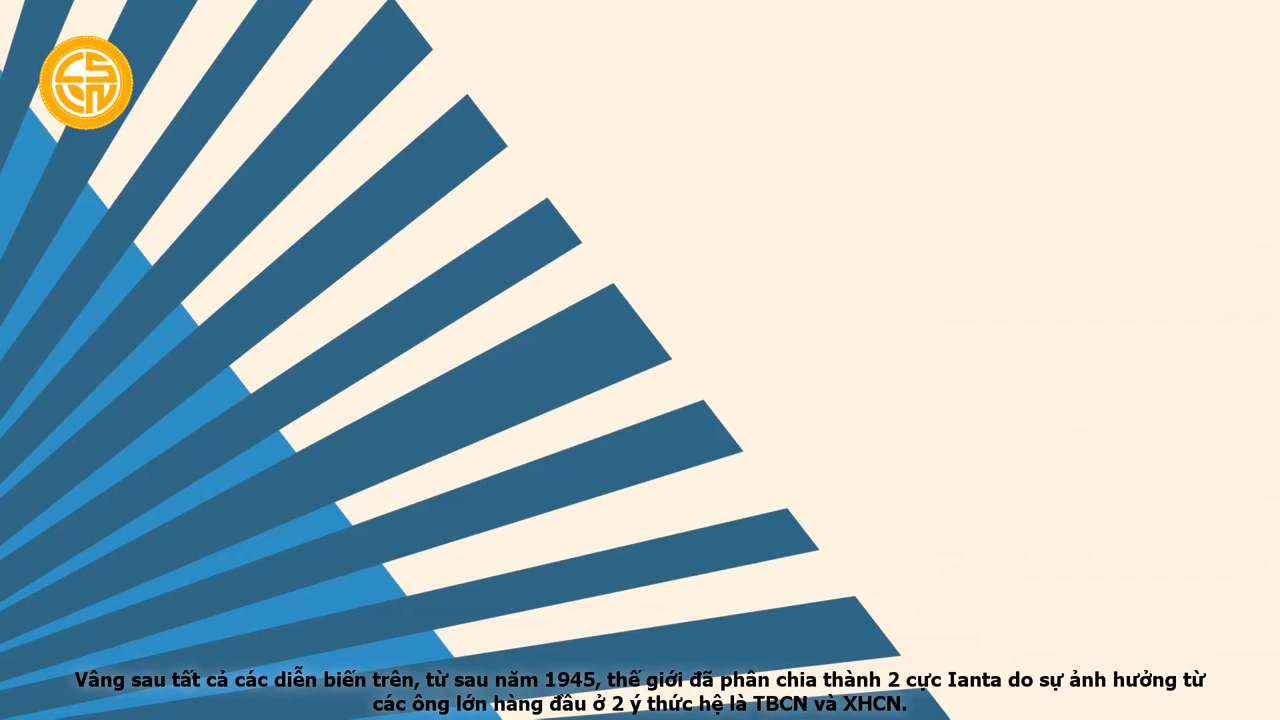 Vâng sau tất cả các diễn biến trên, từ sau năm 1945, thế giới đã phân chia thành 2 cực Ianta do sự ảnh hưởng từ
các ông lớn hàng đầu ở 2 ý thức hệ là TBCN và XHCN.